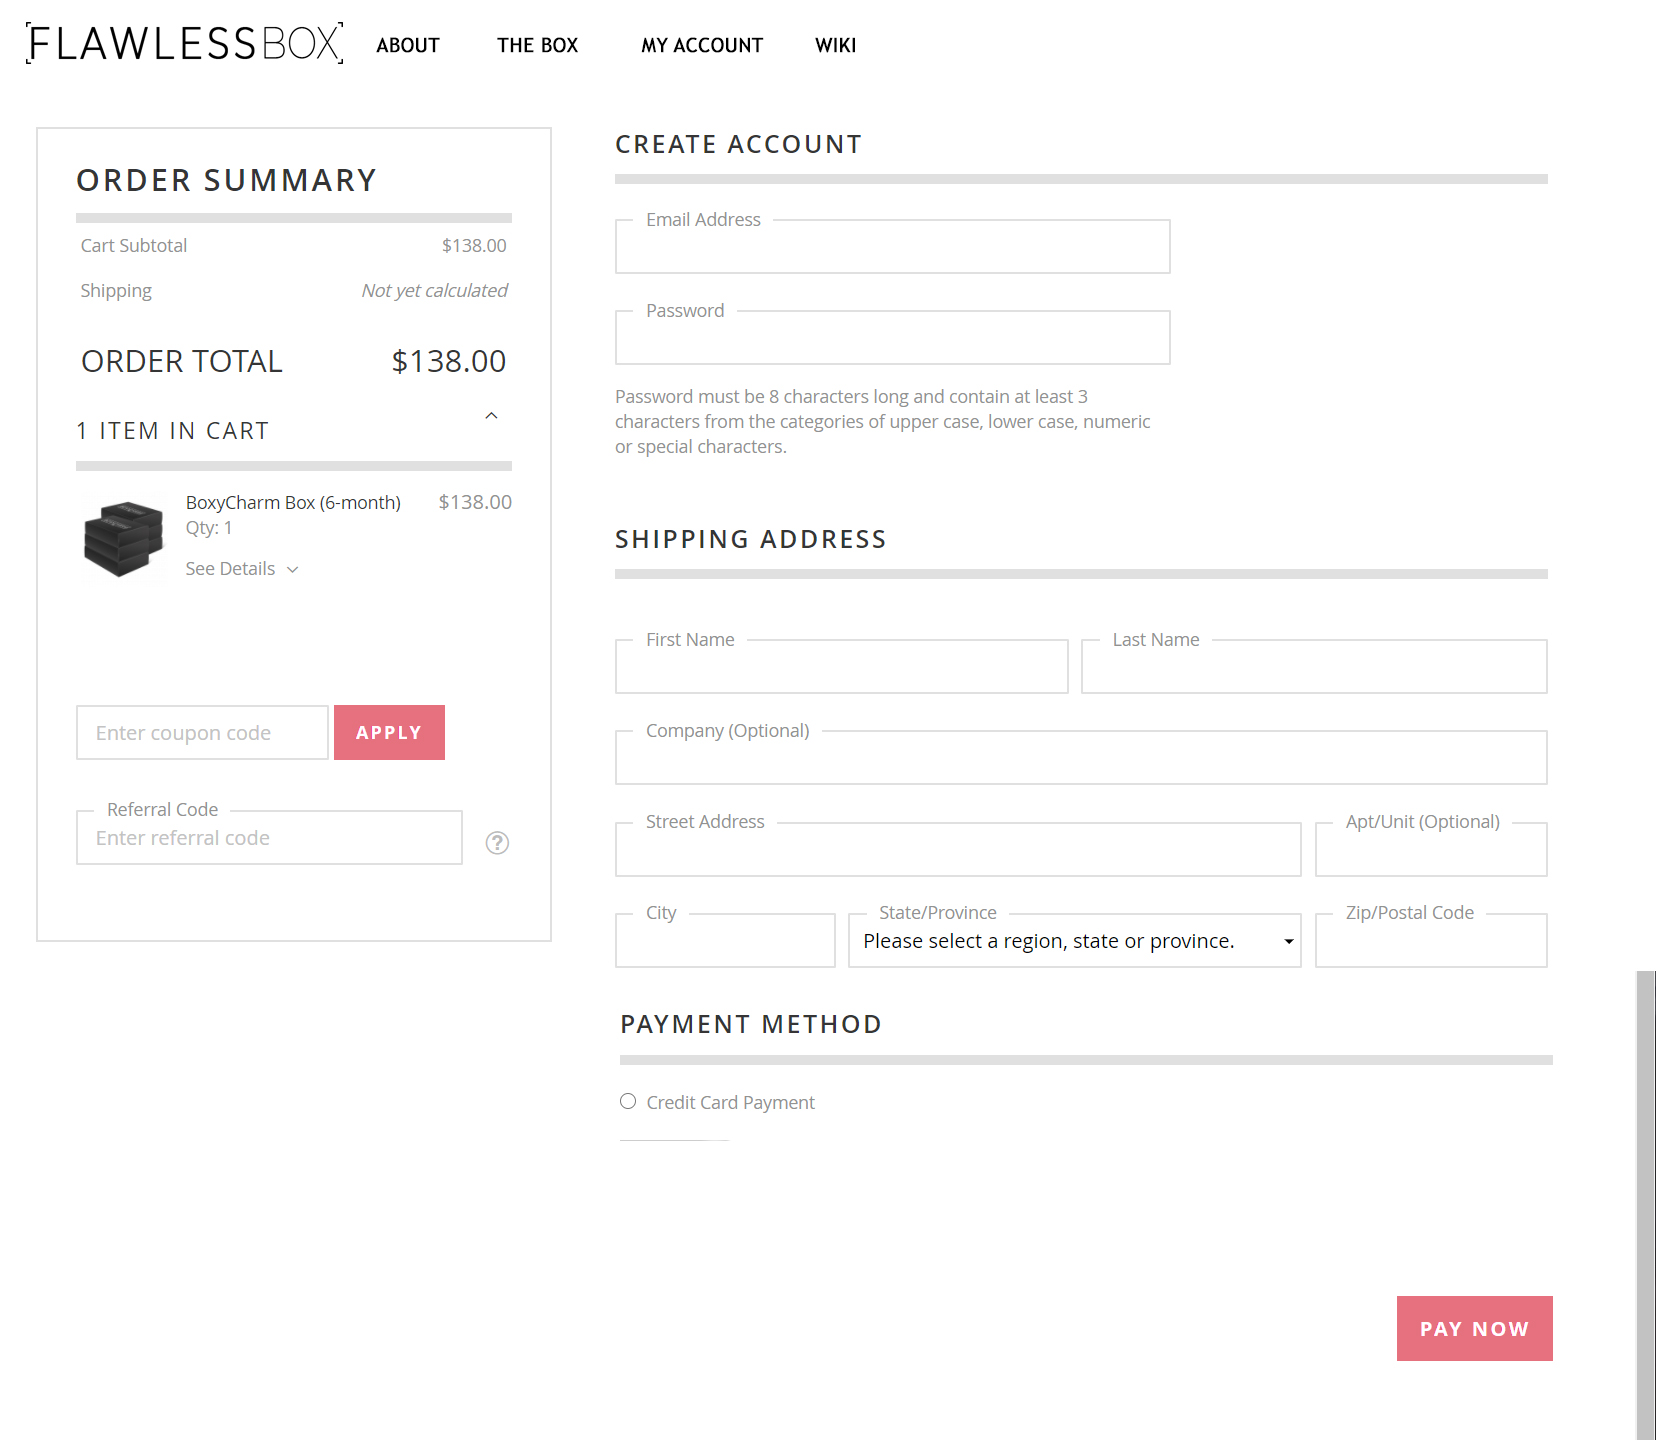 FLAWLESSBOX ABOUT THE BOX MY ACCOUNT WIKI
ORDER SUMMARY
Cart Subtotal $138.00
Shipping Not yet calculated
ORDER TOTAL $138.00
1 ITEM IN CART
BoxyCharm Box (6-month) $138.00
Qty: 1
See Details
Enter coupon code APPLY
Referral Code
Enter referral code ?
CREATE ACCOUNT
Email Address
Password
Password must be 8 characters long and contain at least 3
characters from the categories of upper case, lower case, numeric
or special characters.
SHIPPING ADDRESS
First Name Last Name
Company (Optional)
Street Address Apt/Unit (Optional)
City State/Province Zip/Postal Code
Please select a region, state or province.
PAYMENT METHOD
Credit Card Payment
PAY NOW